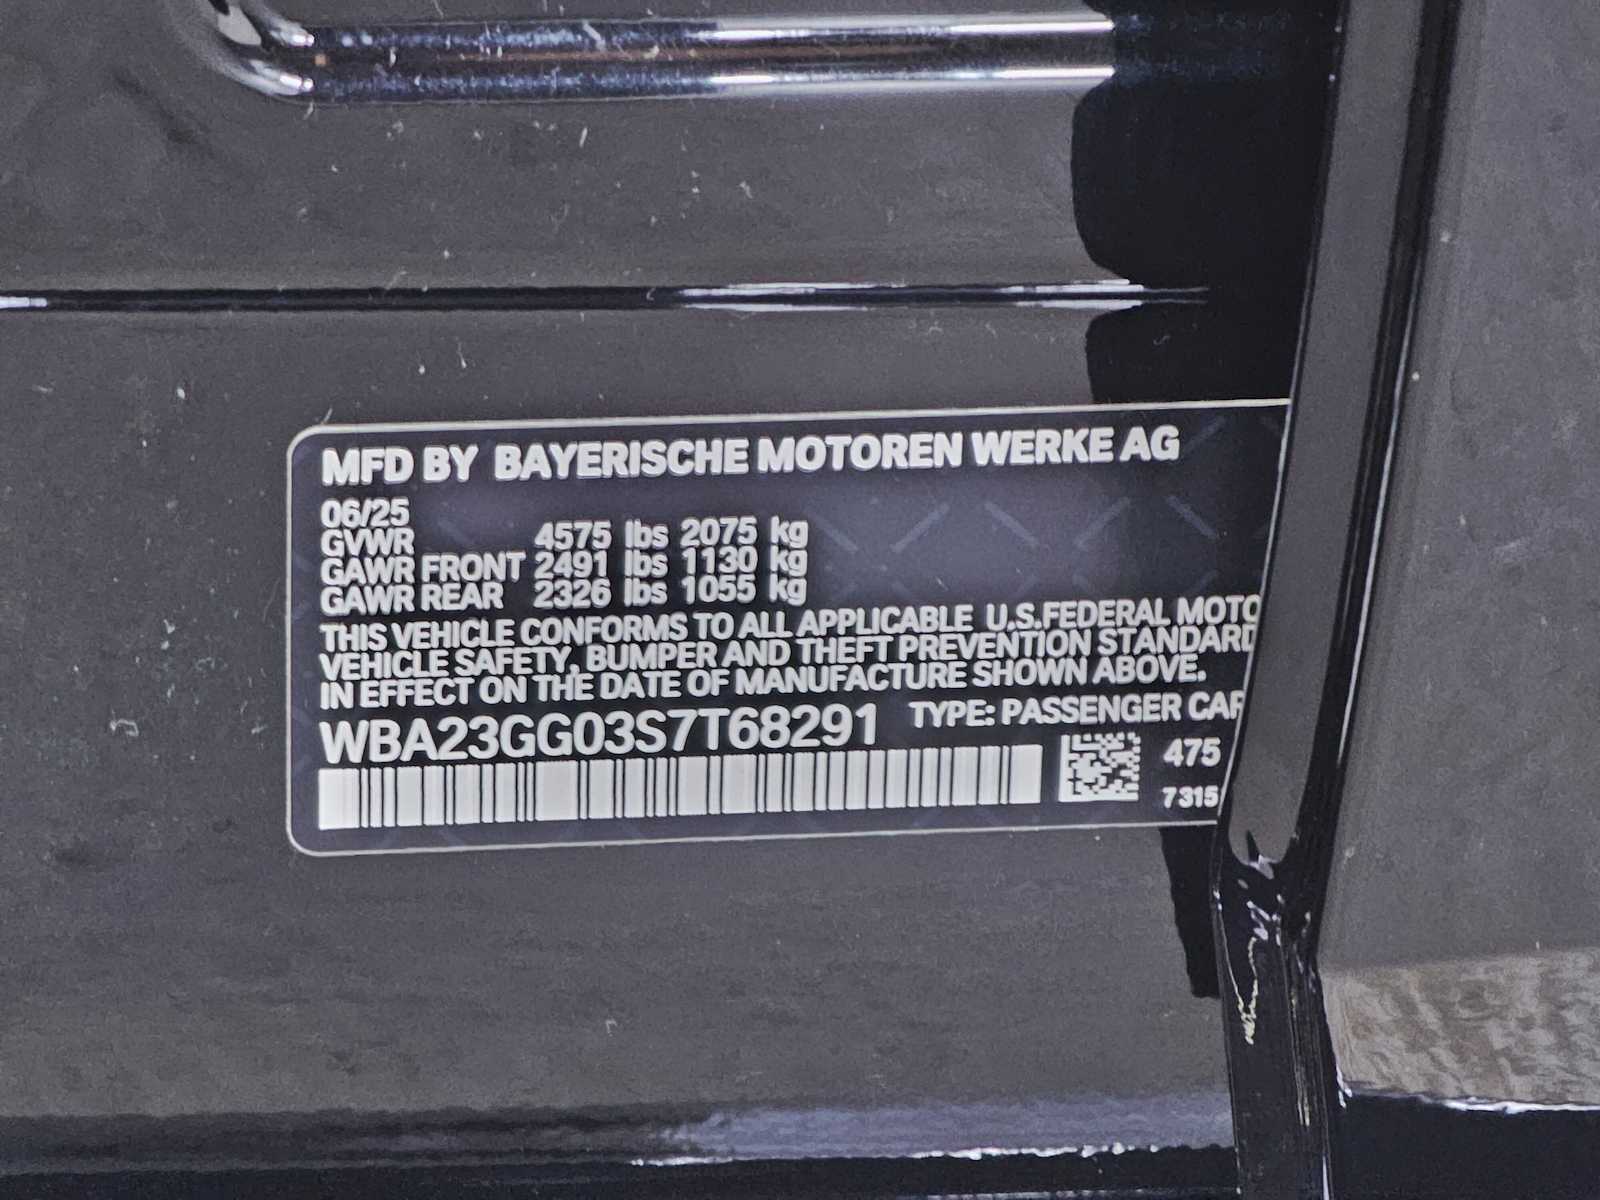 MFD BY BAYERISCHE MOTOREN WERKE AG
06/25
GVWR 4575 lbs 2075 kg
GAWR FRONT 2491 lbs 1130 kg
GAWR REAR 2326 lbs 1055 kg
THIS VEHICLE CONFORMS TO ALL APPLICABLE U.S.FEDERAL MOTO
VEHICLE SAFETY, BUMPER AND THEFT PREVENTION STANDARD
IN EFFECT ON THE DATE OF MANUFACTURE SHOWN ABOVE.
WBA23GG03S7T68291 TYPE: PASSENGER CAR
475
7315